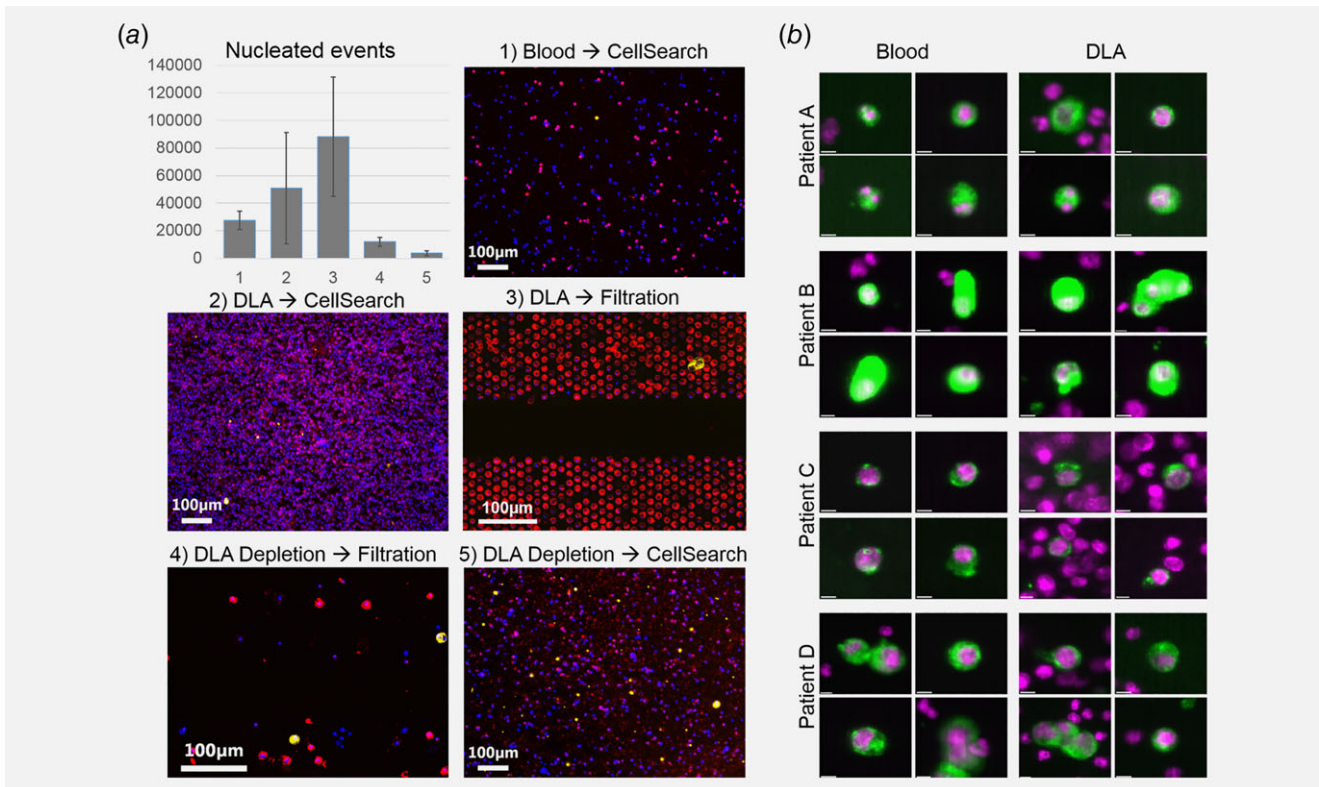 (a)
Nucleated events
140000
120000
100000
80000
60000
40000
20000
0
1 2 3 4 5
1) Blood → CellSearch
100µm
2) DLA → CellSearch
100µm
3) DLA → Filtration
100µm
4) DLA Depletion → Filtration
100µm
5) DLA Depletion → CellSearch
100µm
(b)
Blood DLA
Patient A
Patient B
Patient C
Patient D